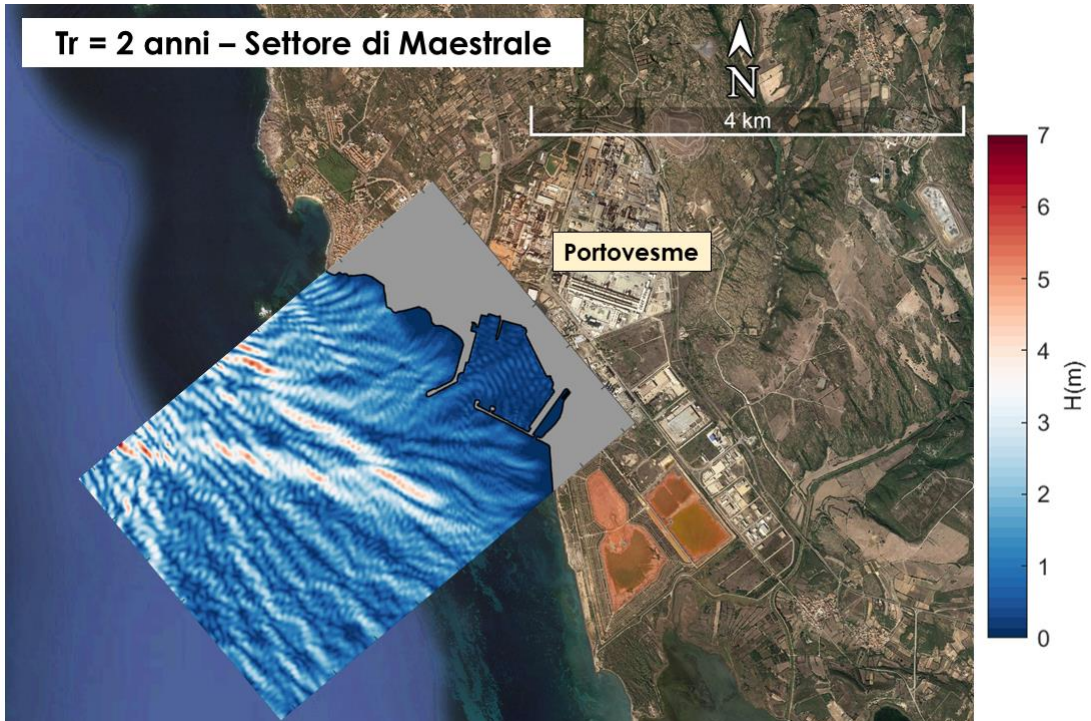 Tr = 2 anni – Settore di Maestrale
N
4 km
Portovesme
7
6
5
4
3
2
1
0
H(m)